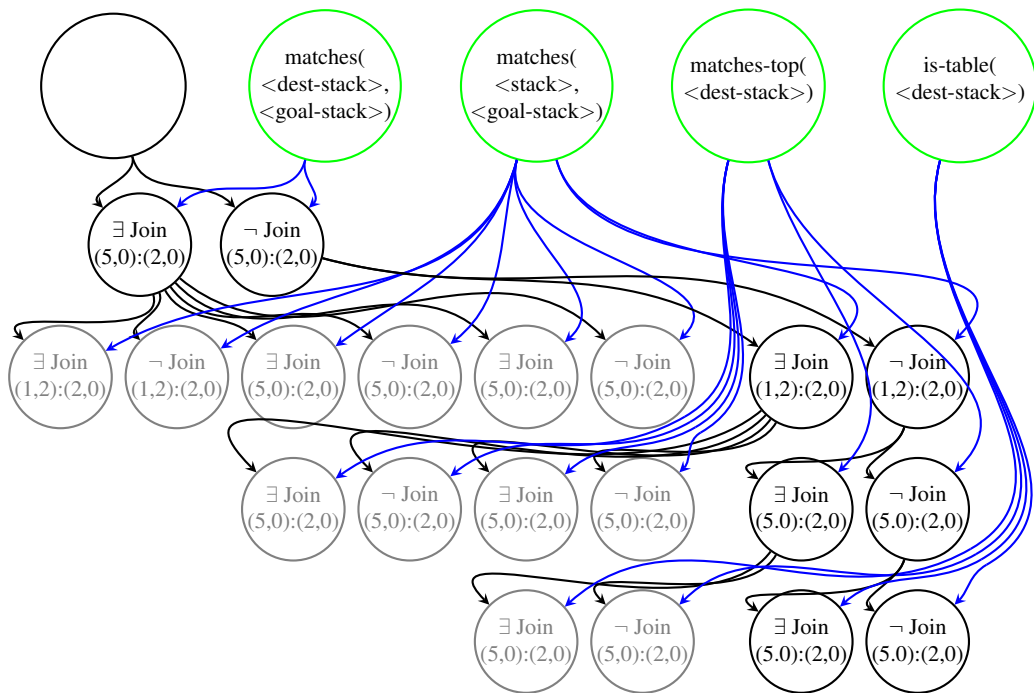 matches(
<dest-stack>,
<goal-stack>)
matches(
<stack>,
<goal-stack>)
matches-top(
<dest-stack>)
is-table(
<dest-stack>)
∃ Join
(5,0):(2,0)
¬ Join
(5,0):(2,0)
∃ Join
(1,2):(2,0)
¬ Join
(1,2):(2,0)
∃ Join
(5,0):(2,0)
¬ Join
(5,0):(2,0)
∃ Join
(5,0):(2,0)
¬ Join
(5,0):(2,0)
∃ Join
(1,2):(2,0)
¬ Join
(1,2):(2,0)
∃ Join
(5,0):(2,0)
¬ Join
(5,0):(2,0)
∃ Join
(5,0):(2,0)
¬ Join
(5,0):(2,0)
∃ Join
(5.0):(2,0)
¬ Join
(5.0):(2,0)
∃ Join
(5,0):(2,0)
¬ Join
(5,0):(2,0)
∃ Join
(5.0):(2,0)
¬ Join
(5.0):(2,0)